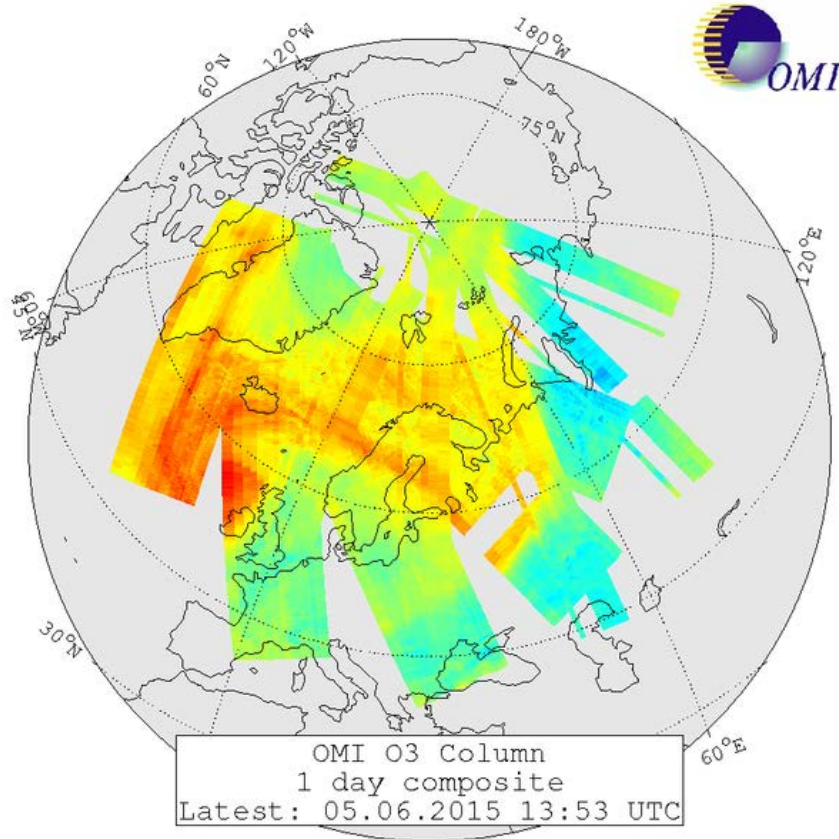 180°W
120°W
60°N
OMI
75°N
120°E
30°N
60°E
OMI O3 Column
1 day composite
Latest: 05.06.2015 13:53 UTC